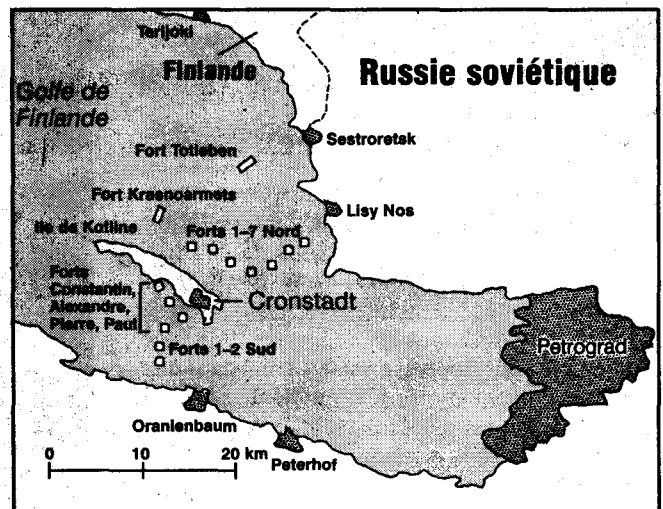 Terijoki
Finlande
Russie soviétique
Golfe de
Finlande
Sestroretsk
Fort Totleben
Fort Krasnoarmets
Lisy Nos
Ile de Kotline
Forts 1–7 Nord
Forts
Constantin,
Alexandre,
Pierre, Paul
Cronstadt
Petrograd
Forts 1–2 Sud
Oranienbaum
Peterhof
0 10 20 km